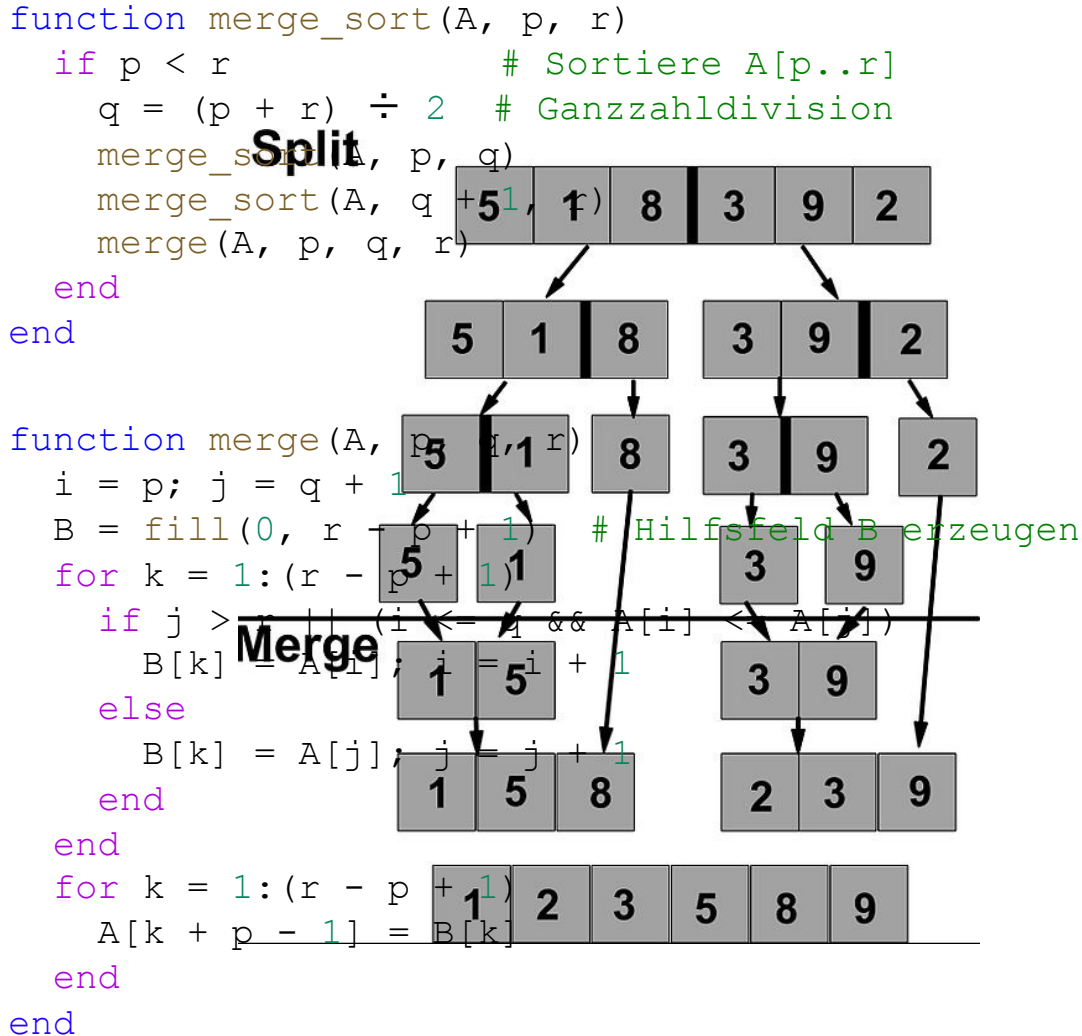 function merge_sort(A, p, r)
  if p < r # Sortiere A[p..r]
    q = (p + r) ÷ 2 # Ganzzahldivision
    merge_sort(A, p, q)
    merge_sort(A, q + 1, r)
    merge(A, p, q, r)
  end
end
function merge(A, p, q, r)
  i = p; j = q + 1
  B = fill(0, r - p + 1) # Hilfsfeld B erzeugen
  for k = 1:(r - p + 1)
    if j > r || (i <= q && A[i] <= A[j])
      B[k] = A[i]; i = i + 1
    else
      B[k] = A[j]; j = j + 1
    end
  end
  for k = 1:(r - p + 1)
    A[k + p - 1] = B[k]
  end
end
Split
5 1 8 3 9 2
5 1 8 3 9 2
5 1 8 3 9 2
5 1 3 9
Merge
1 5 3 9
1 5 8 2 3 9
1 2 3 5 8 9